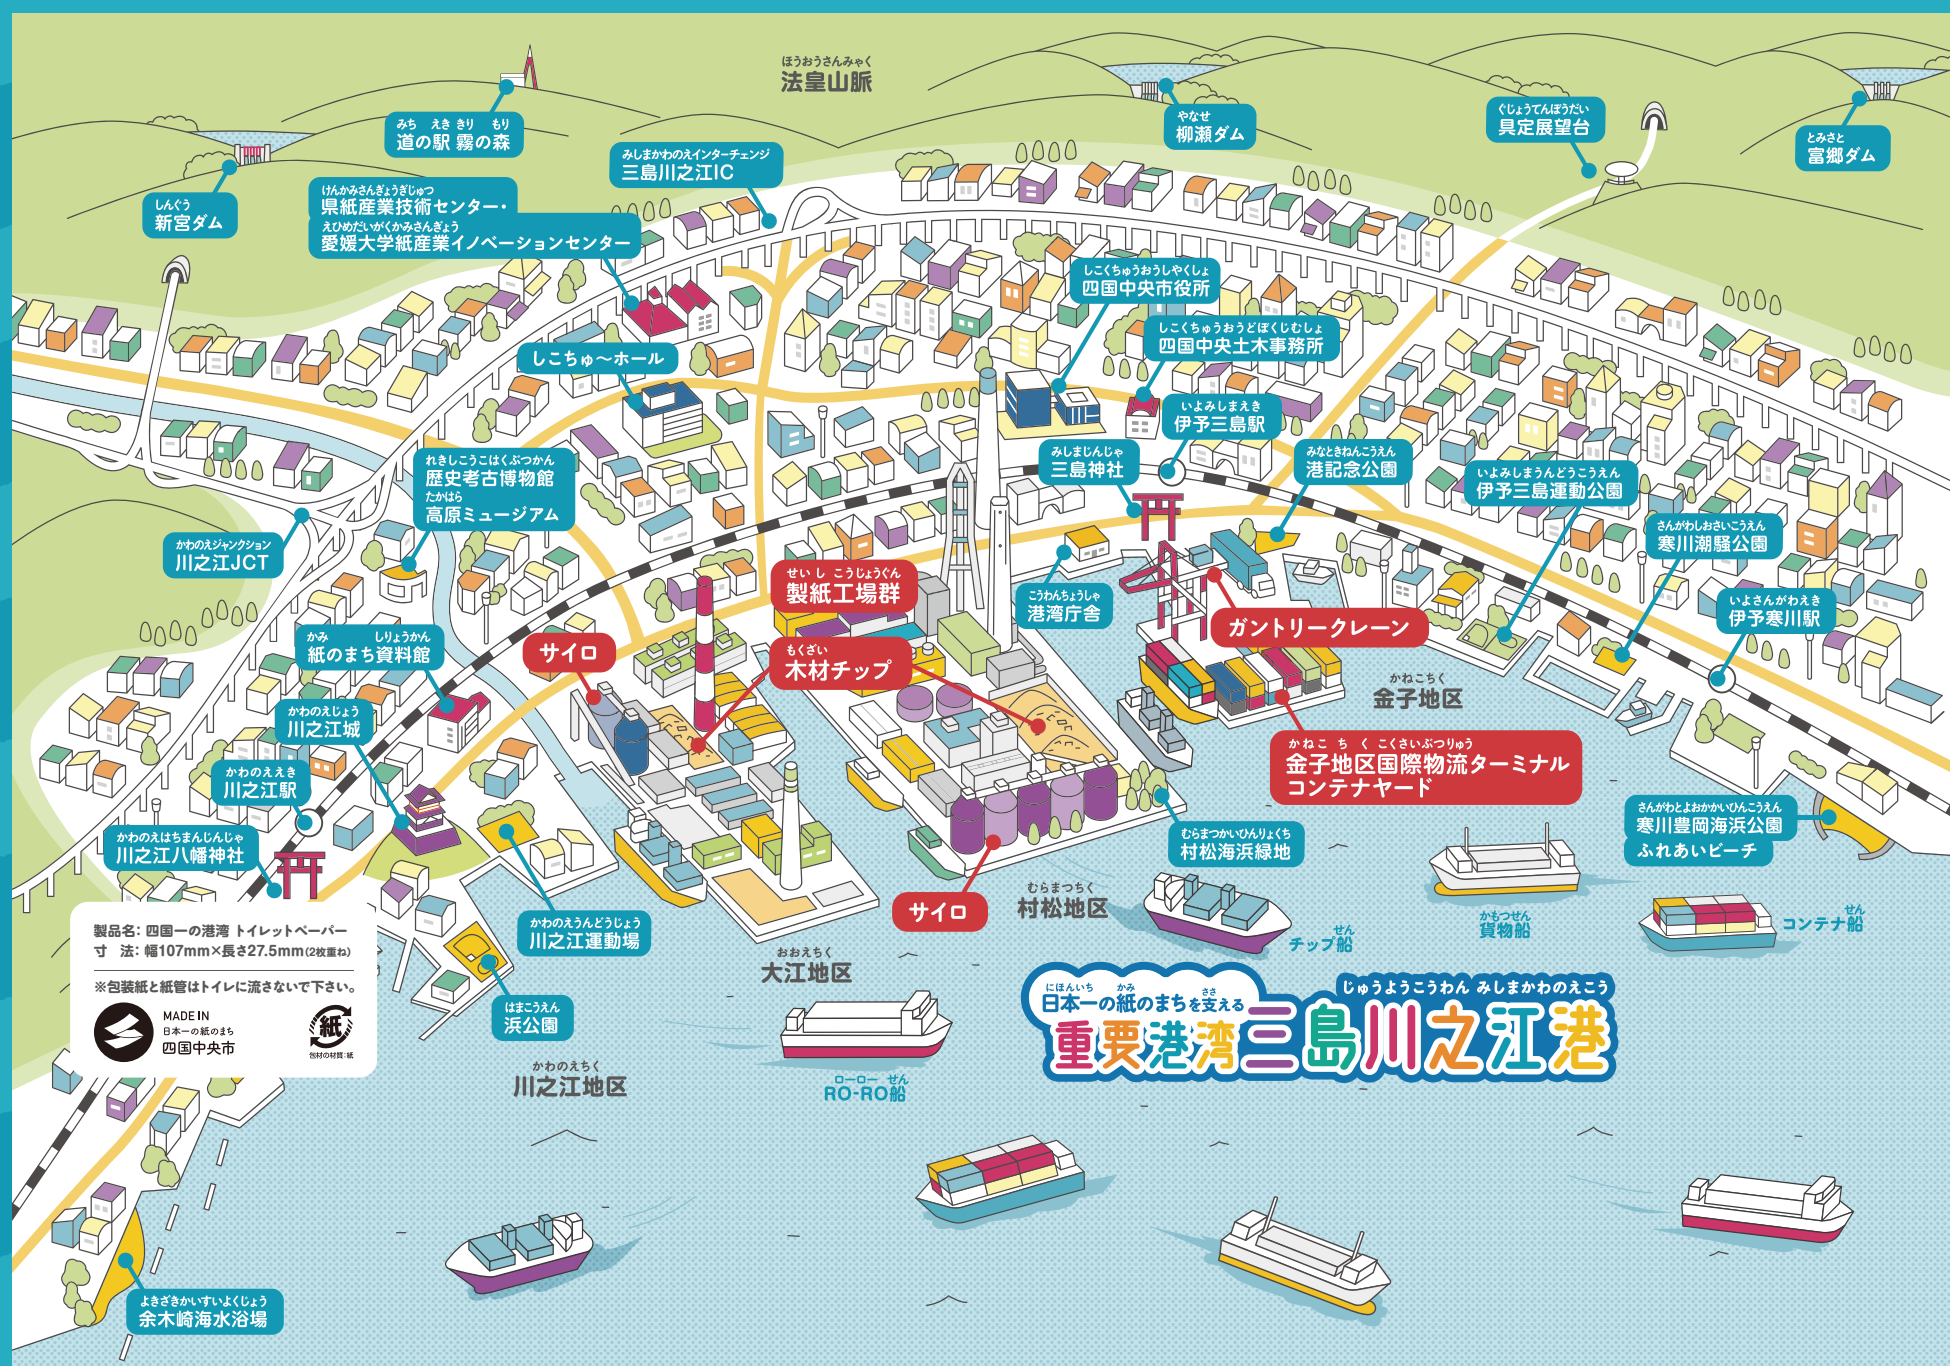 ほうおうさんみゃく
法皇山脈
みち えき きり もり
道の駅 霧の森
しんぐう
新宮ダム
けんかみさんぎょうぎじゅつ
県紙産業技術センター・
えひめだいがくかみさんぎょう
愛媛大学紙産業イノベーションセンター
みしまかわのえインターチェンジ
三島川之江IC
やなせ
柳瀬ダム
ぐじょうてんぼうだい
具定展望台
とみさと
富郷ダム
しこくちゅうおうしやくしょ
四国中央市役所
しこくちゅうおうどぼくじむしょ
四国中央土木事務所
しこちゅ〜ホール
いよみしまえき
伊予三島駅
みしまじんじゃ
三島神社
みなときねんこうえん
港記念公園
いよみしまうんどうこうえん
伊予三島運動公園
さんがわしおさいこうえん
寒川潮騒公園
いよさんがわえき
伊予寒川駅
れきしこうこはくぶつかん
歴史考古博物館
たかはら
高原ミュージアム
かわのえジャンクション
川之江JCT
せいし こうじょうぐん
製紙工場群
こうわんちょうしゃ
港湾庁舎
ガントリークレーン
かみ しりょうかん
紙のまち資料館
サイロ
もくざい
木材チップ
かねこちく
金子地区
かわのえじょう
川之江城
かわのええき
川之江駅
かねこ ちく こくさいぶつりゅう
金子地区国際物流ターミナル
コンテナヤード
かわのえはちまんじんじゃ
川之江八幡神社
むらまつかいひんりょくち
村松海浜緑地
さんがわとよおかかいひんこうえん
寒川豊岡海浜公園
ふれあいビーチ
サイロ
むらまつちく
村松地区
かわのえうんどうじょう
川之江運動場
おおえちく
大江地区
せん
チップ船
かもつせん
貨物船
せん
コンテナ船
はまこうえん
浜公園
かわのえちく
川之江地区
ローロー せん
RO-RO船
にほんいち かみ ささ
日本一の紙のまちを支える
じゅうようこうわん みしまかわのえこう
重要港湾三島川之江港
製品名：四国一の港湾 トイレットペーパー
寸 法：幅107mm×長さ27.5mm(2枚重ね)
※包装紙と紙管はトイレに流さないで下さい。
MADE IN
日本一の紙のまち
四国中央市
紙
包材の材質：紙
よきざきかいすいよくじょう
余木崎海水浴場